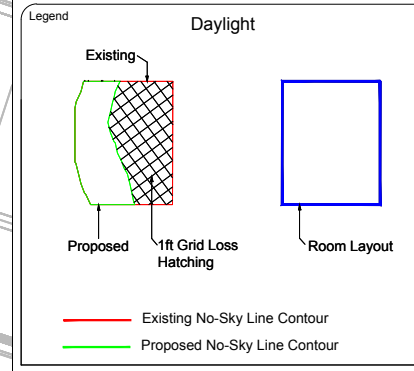 Legend
Daylight
Existing
Proposed
1ft Grid Loss
Hatching
Room Layout
Existing No-Sky Line Contour
Proposed No-Sky Line Contour